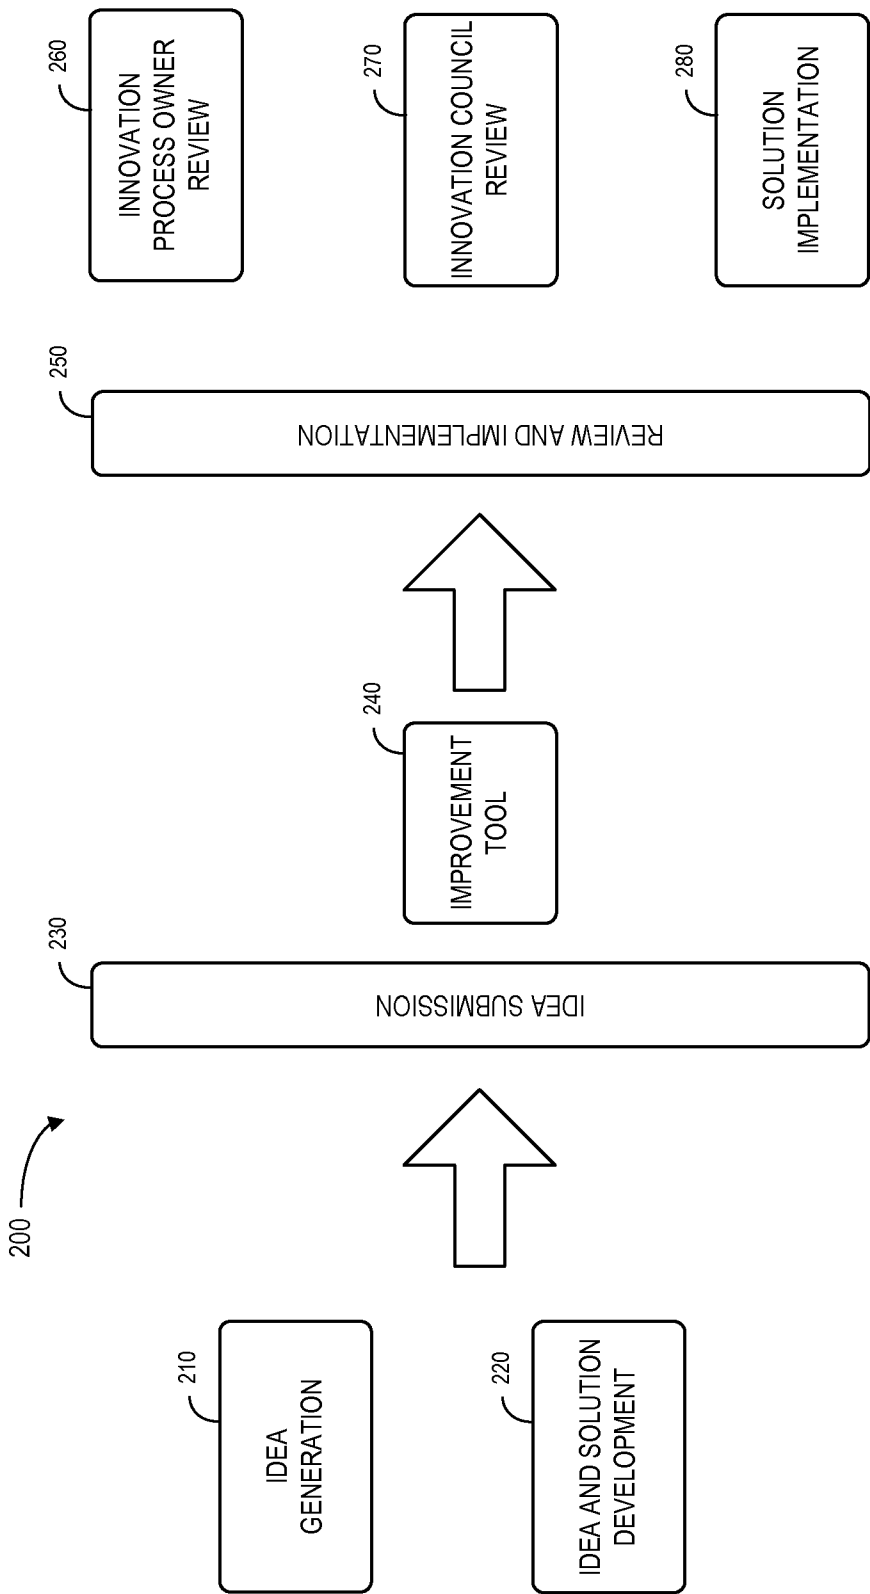 200
210
IDEA
GENERATION
220
IDEA AND SOLUTION
DEVELOPMENT
230
IDEA SUBMISSION
240
IMPROVEMENT
TOOL
250
REVIEW AND IMPLEMENTATION
260
INNOVATION
PROCESS OWNER
REVIEW
270
INNOVATION COUNCIL
REVIEW
280
SOLUTION
IMPLEMENTATION